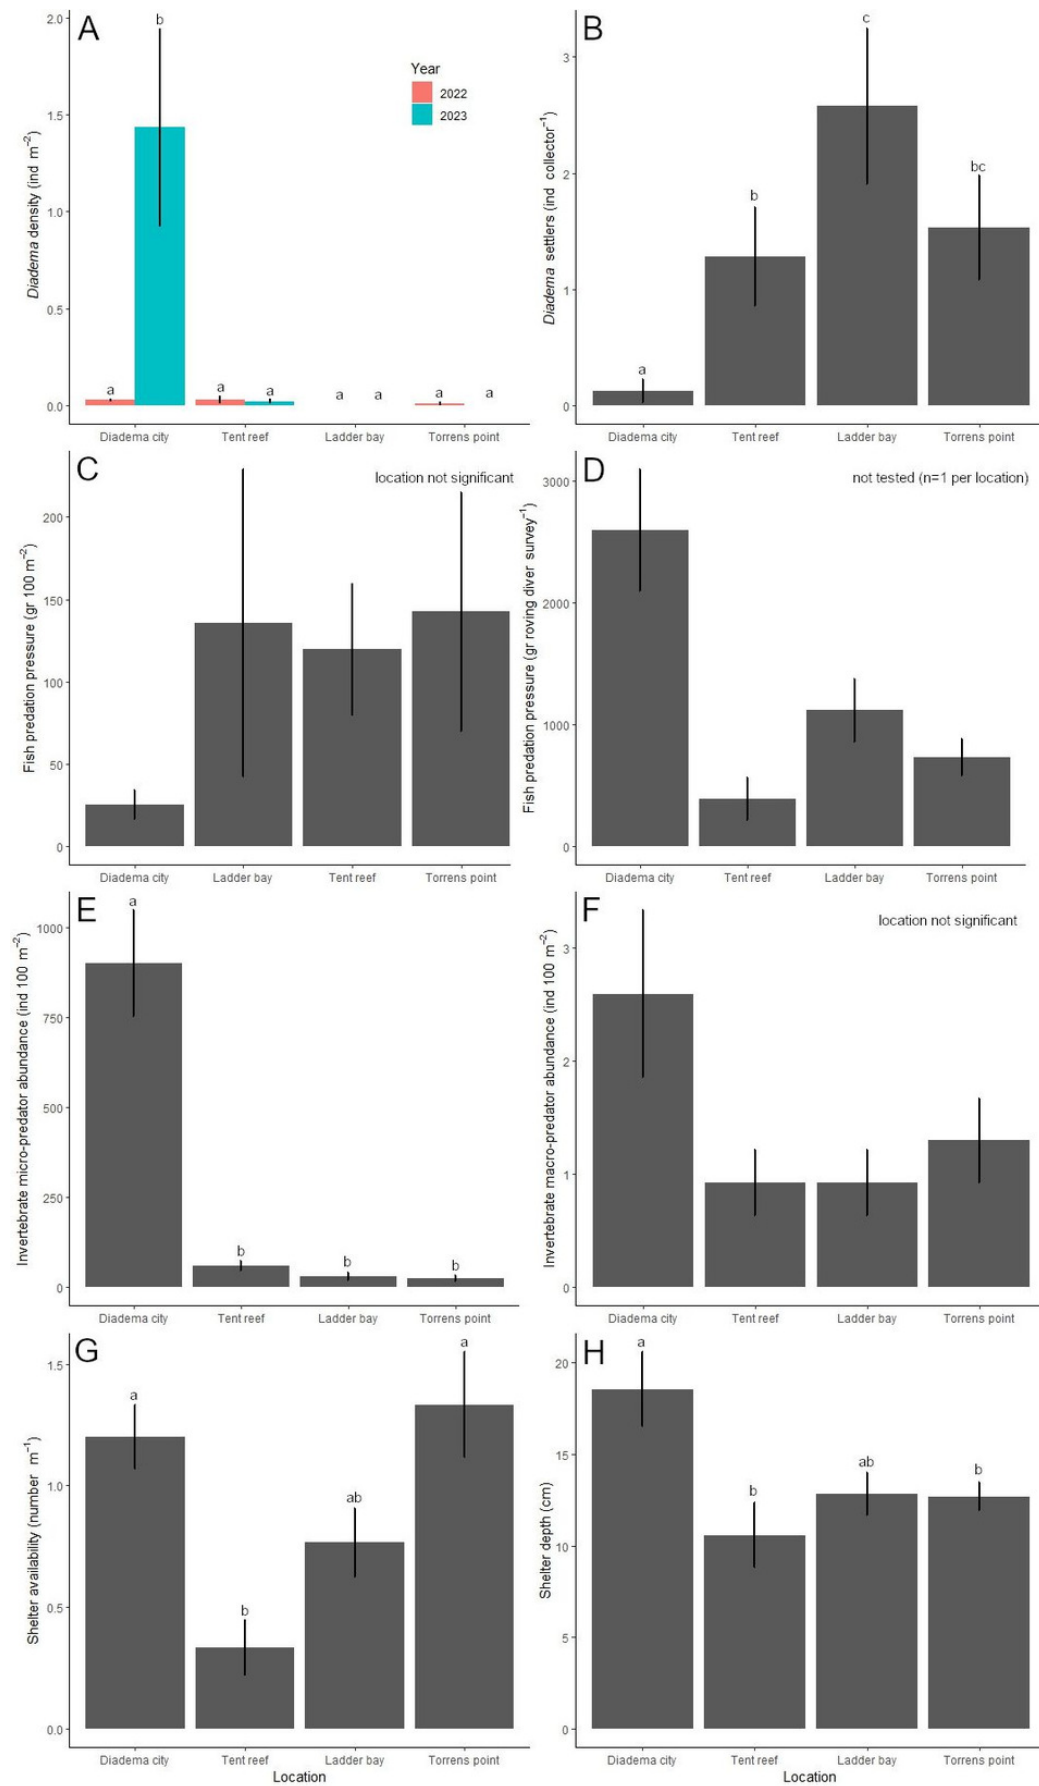 A
Diadema density (ind m−2)
2.0
1.5
1.0
0.5
0.0
b
a
a
a
a
a
a
a
Year
2022
2023
Diadema city
Tent reef
Ladder bay
Torrens point
B
Diadema settlers (ind collector−1)
3
2
1
0
a
b
c
bc
Diadema city
Tent reef
Ladder bay
Torrens point
C
location not significant
Fish predation pressure (gr 100 m−2)
200
150
100
50
0
Diadema city
Ladder bay
Tent reef
Torrens point
D
not tested (n=1 per location)
Fish predation pressure (gr roving diver survey−1)
3000
2000
1000
0
Diadema city
Tent reef
Ladder bay
Torrens point
E
Invertebrate micro-predator abundance (ind 100 m−2)
1000
750
500
250
0
a
b
b
b
Diadema city
Tent reef
Ladder bay
Torrens point
F
location not significant
Invertebrate macro-predator abundance (ind 100 m−2)
3
2
1
0
Diadema city
Tent reef
Ladder bay
Torrens point
G
Shelter availability (number m−1)
1.5
1.0
0.5
0.0
a
b
ab
a
Diadema city
Tent reef
Ladder bay
Torrens point
Location
H
Shelter depth (cm)
20
15
10
5
0
a
b
ab
b
Diadema city
Tent reef
Ladder bay
Torrens point
Location